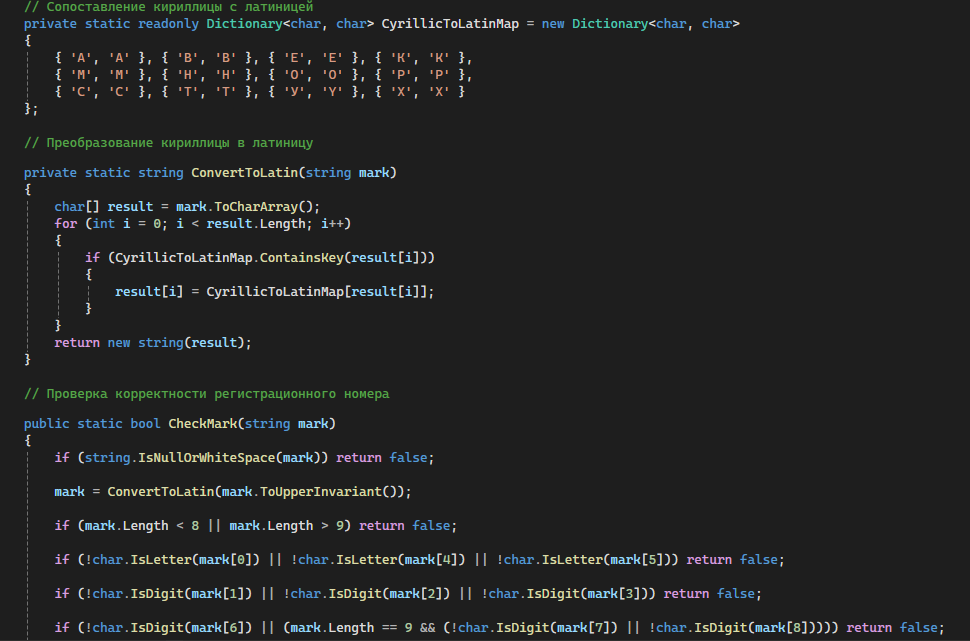 // Сопоставление кириллицы с латиницей
private static readonly Dictionary<char, char> CyrillicToLatinMap = new Dictionary<char, char>
{
    { 'А', 'A' }, { 'В', 'B' }, { 'Е', 'E' }, { 'К', 'K' },
    { 'М', 'M' }, { 'Н', 'H' }, { 'О', 'O' }, { 'Р', 'P' },
    { 'С', 'C' }, { 'Т', 'T' }, { 'У', 'Y' }, { 'Х', 'X' }
};
// Преобразование кириллицы в латиницу
private static string ConvertToLatin(string mark)
{
    char[] result = mark.ToCharArray();
    for (int i = 0; i < result.Length; i++)
    {
        if (CyrillicToLatinMap.ContainsKey(result[i]))
        {
            result[i] = CyrillicToLatinMap[result[i]];
        }
    }
    return new string(result);
}
// Проверка корректности регистрационного номера
public static bool CheckMark(string mark)
{
    if (string.IsNullOrWhiteSpace(mark)) return false;
    mark = ConvertToLatin(mark.ToUpperInvariant());
    if (mark.Length < 8 || mark.Length > 9) return false;
    if (!char.IsLetter(mark[0]) || !char.IsLetter(mark[4]) || !char.IsLetter(mark[5])) return false;
    if (!char.IsDigit(mark[1]) || !char.IsDigit(mark[2]) || !char.IsDigit(mark[3])) return false;
    if (!char.IsDigit(mark[6]) || (mark.Length == 9 && (!char.IsDigit(mark[7]) || !char.IsDigit(mark[8])))) return false;